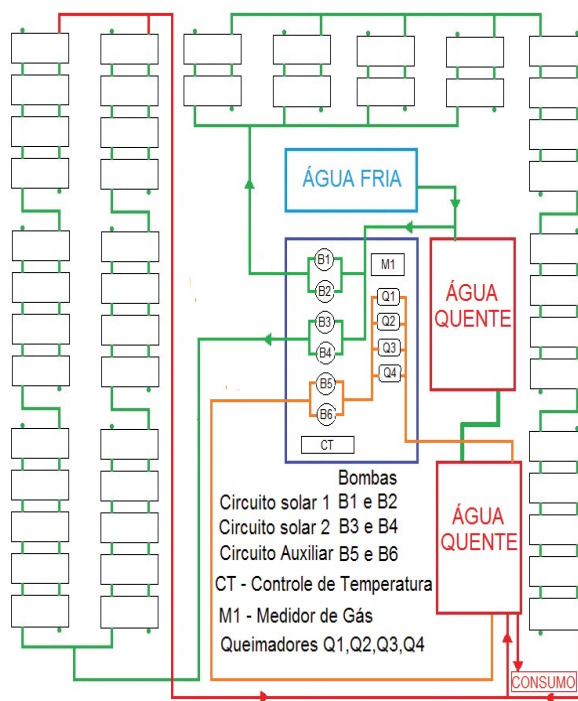 ÁGUA FRIA
B1
B2
M1
Q1
Q2
Q3
Q4
B3
B4
B5
B6
CT
ÁGUA
QUENTE
ÁGUA
QUENTE
Bombas
Circuito solar 1 B1 e B2
Circuito solar 2 B3 e B4
Circuito Auxiliar B5 e B6
CT - Controle de Temperatura
M1 - Medidor de Gás
Queimadores Q1,Q2,Q3,Q4
CONSUMO